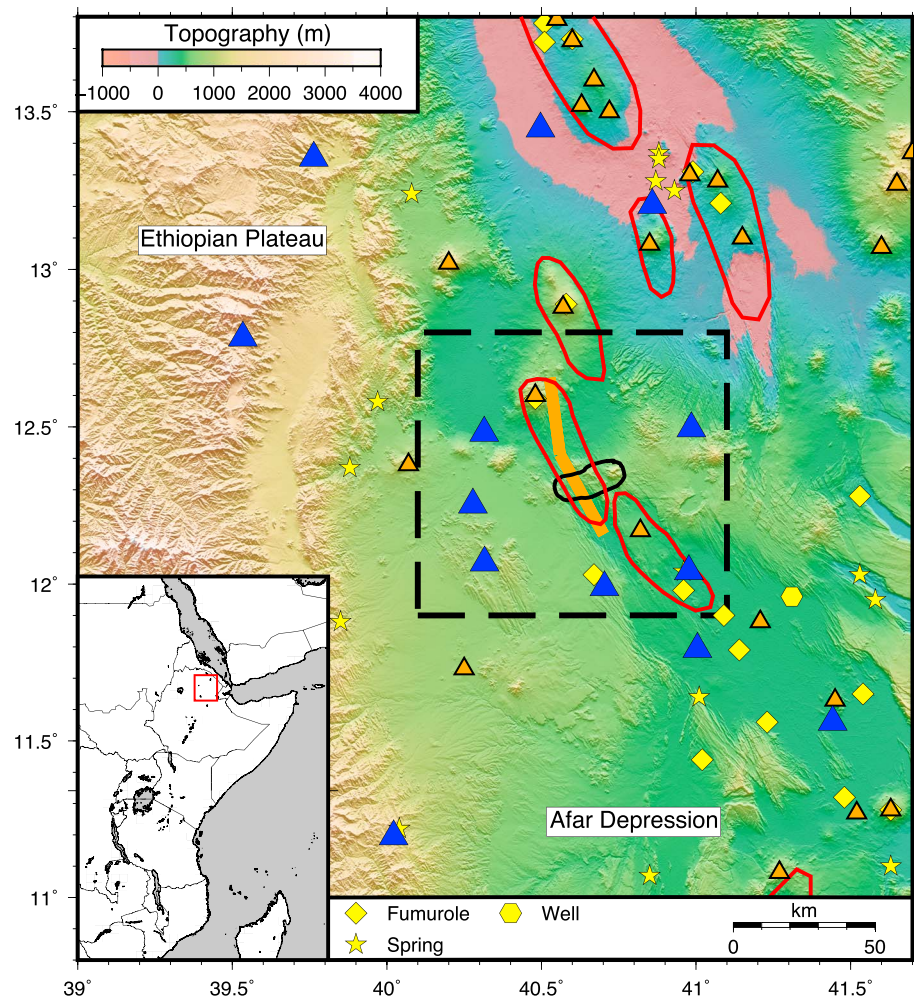 Topography (m)
−1000 0 1000 2000 3000 4000
13.5°
Ethiopian Plateau
13°
12.5°
12°
11.5°
Afar Depression
11°
Fumurole Well
Spring
km
0 50
39° 39.5° 40° 40.5° 41° 41.5°